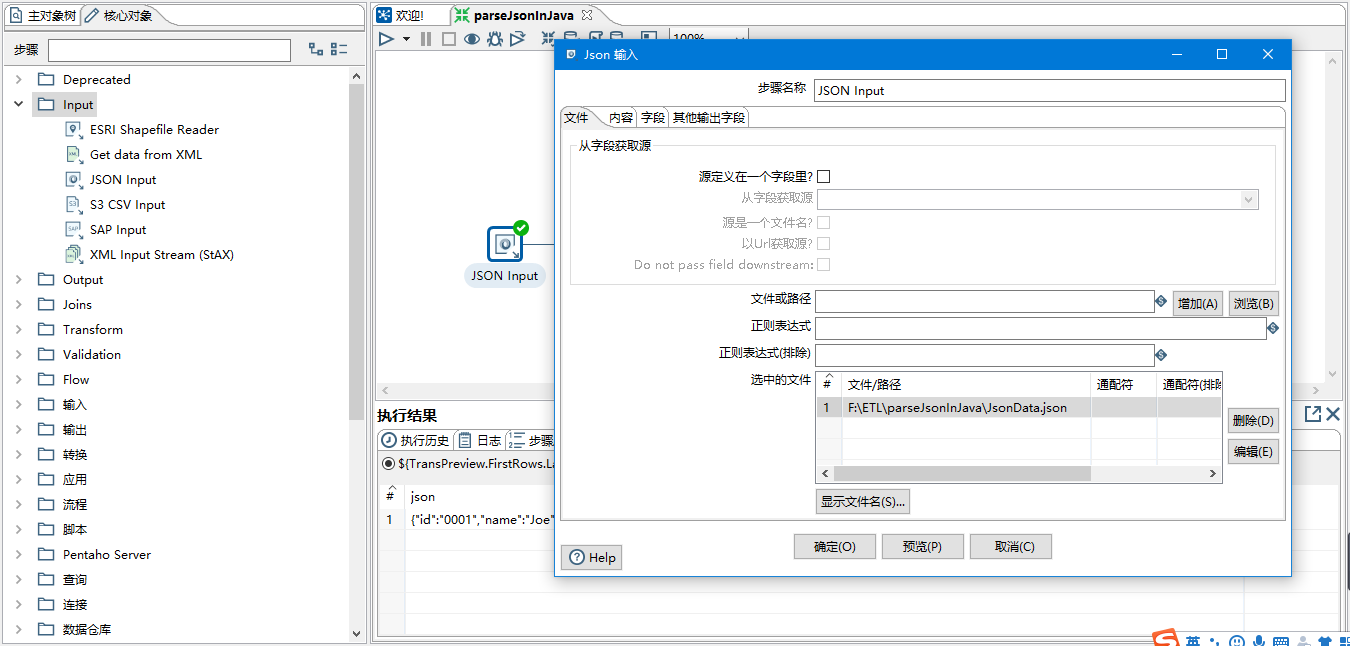 主对象树
核心对象
步骤
Deprecated
Input
ESRI Shapefile Reader
Get data from XML
JSON Input
S3 CSV Input
SAP Input
XML Input Stream (StAX)
Output
Joins
Transform
Validation
Flow
输入
输出
转换
应用
流程
脚本
Pentaho Server
查询
连接
数据仓库
欢迎!
parseJsonInJava
100%
JSON Input
执行结果
执行历史
日志
步骤
${TransPreview.FirstRows.La
# json
1 {"id":"0001","name":"Joe"
Json 输入
步骤名称 JSON Input
文件 内容 字段 其他输出字段
从字段获取源
源定义在一个字段里?
从字段获取源
源是一个文件名?
以Url获取源?
Do not pass field downstream:
文件或路径 增加(A) 浏览(B)
正则表达式
正则表达式(排除)
选中的文件 # 文件/路径 通配符 通配符(排除
1 F:\ETL\parseJsonInJava\JsonData.json
删除(D)
编辑(E)
显示文件名(S)...
确定(O) 预览(P) 取消(C)
Help
英